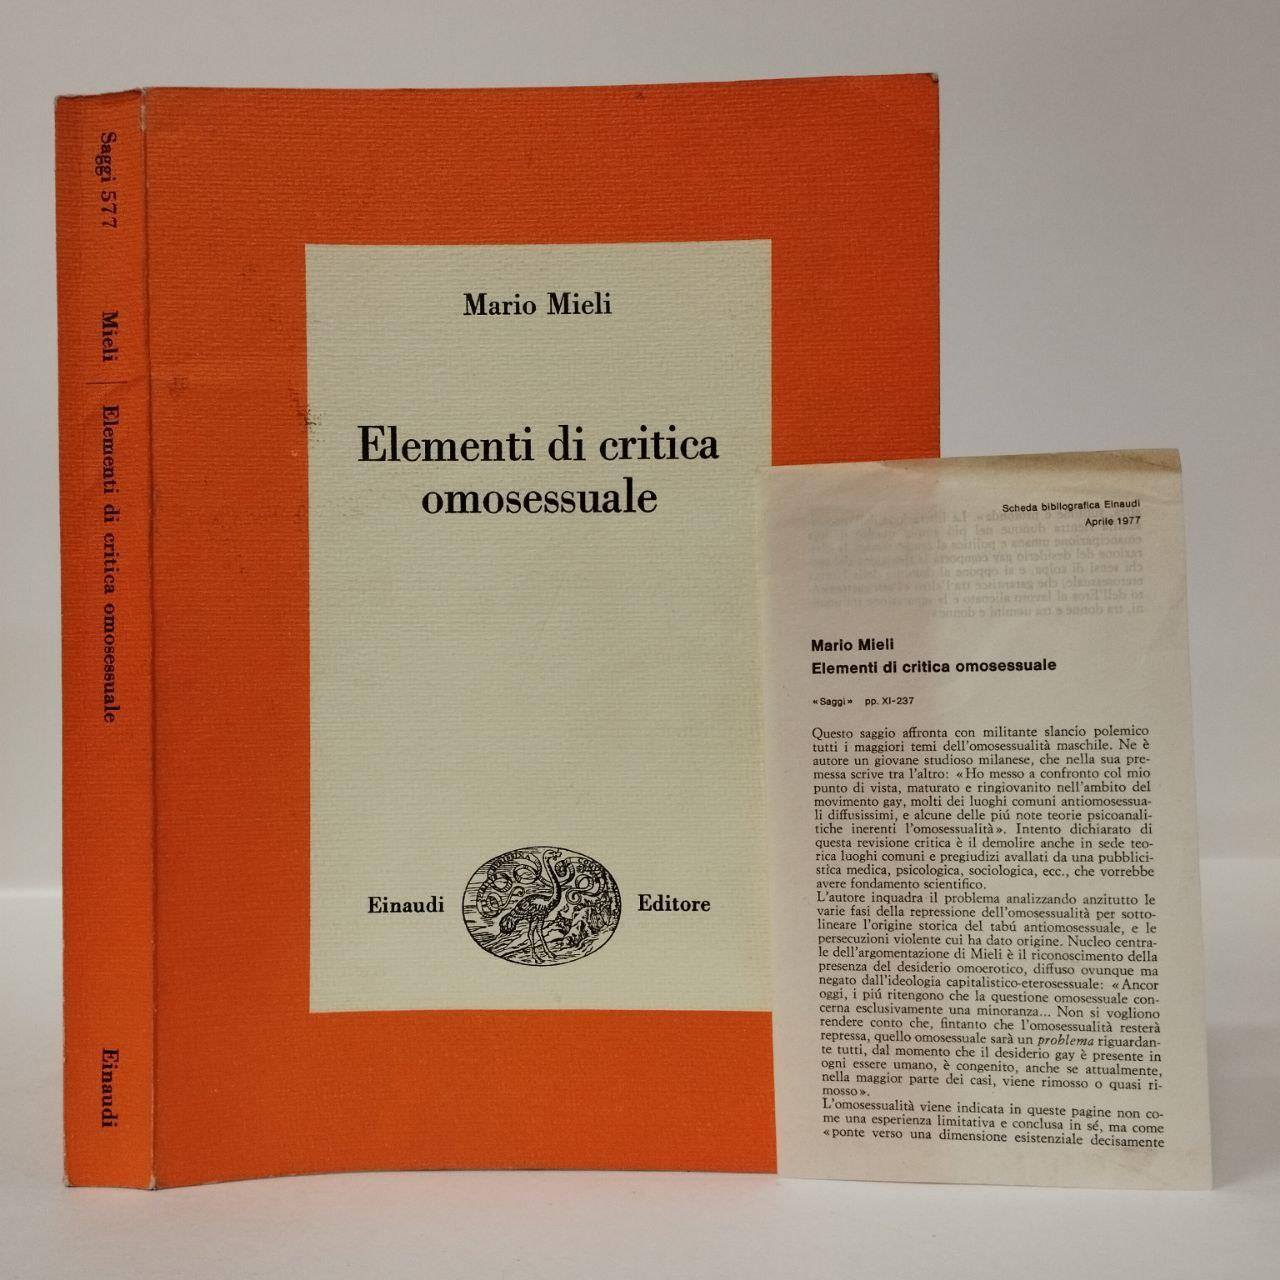 Saggi 577
Mieli
Elementi di critica omosessuale
Einaudi
Mario Mieli
Elementi di critica
omosessuale
Einaudi
Editore
Scheda bibliografica Einaudi
Aprile 1977
Mario Mieli
Elementi di critica omosessuale
«Saggi» pp. XI-237
Questo saggio affronta con militante slancio polemico
tutti i maggiori temi dell'omosessualità maschile. Ne è
autore un giovane studioso milanese, che nella sua pre-
messa scrive tra l'altro: «Ho messo a confronto col mio
punto di vista, maturato e ringiovanito nell'ambito del
movimento gay, molti dei luoghi comuni antiomosessua-
li diffusissimi, e alcune delle piú note teorie psicoanali-
tiche inerenti l'omosessualità». Intento dichiarato di
questa revisione critica è il demolire anche in sede teo-
rica luoghi comuni e pregiudizi avallati da una pubblici-
stica medica, psicologica, sociologica, ecc., che vorrebbe
avere fondamento scientifico.
L'autore inquadra il problema analizzando anzitutto le
varie fasi della repressione dell'omosessualità per sotto-
lineare l'origine storica del tabú antiomosessuale, e le
persecuzioni violente cui ha dato origine. Nucleo centra-
le dell'argomentazione di Mieli è il riconoscimento della
presenza del desiderio omoerotico, diffuso ovunque ma
negato dall'ideologia capitalistico-eterosessuale: «Ancor
oggi, i piú ritengono che la questione omosessuale con-
cerna esclusivamente una minoranza... Non si vogliono
rendere conto che, fintanto che l'omosessualità resterà
repressa, quello omosessuale sarà un problema riguardan-
te tutti, dal momento che il desiderio gay è presente in
ogni essere umano, è congenito, anche se attualmente,
nella maggior parte dei casi, viene rimosso o quasi ri-
mosso».
L'omosessualità viene indicata in queste pagine non co-
me una esperienza limitativa e conclusa in sé, ma come
«ponte verso una dimensione esistenziale decisamente